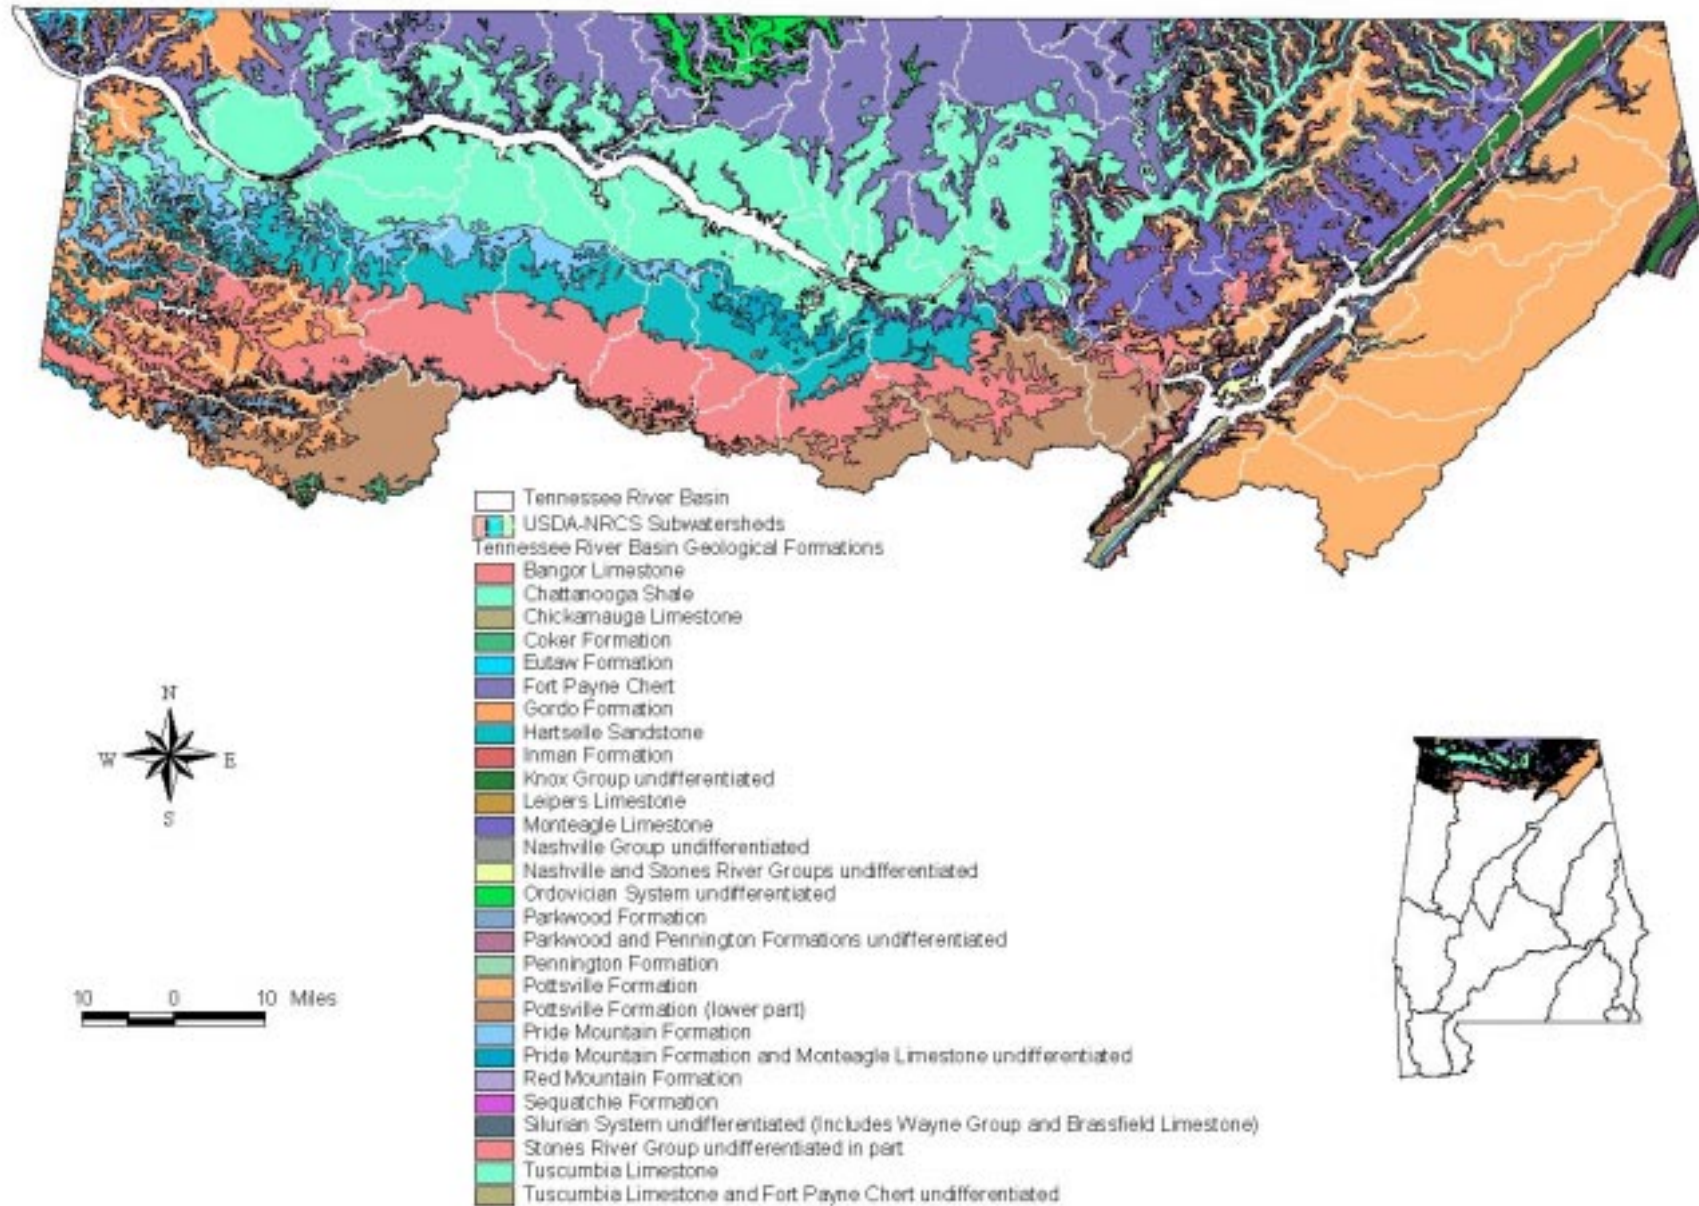 Tennessee River Basin
USDA-NRCS Subwatersheds
Tennessee River Basin Geological Formations
Bangor Limestone
Chattanooga Shale
Chickamauga Limestone
Coker Formation
Eutaw Formation
Fort Payne Chert
Gordo Formation
Hartselle Sandstone
Inman Formation
Knox Group undifferentiated
Leipers Limestone
Monteagle Limestone
Nashville Group undifferentiated
Nashville and Stones River Groups undifferentiated
Ordovician System undifferentiated
Parkwood Formation
Parkwood and Pennington Formations undifferentiated
Pennington Formation
Pottsville Formation
Pottsville Formation (lower part)
Pride Mountain Formation
Pride Mountain Formation and Monteagle Limestone undifferentiated
Red Mountain Formation
Sequatchie Formation
Silurian System undifferentiated (Includes Wayne Group and Brassfield Limestone)
Stones River Group undifferentiated in part
Tuscumbia Limestone
Tuscumbia Limestone and Fort Payne Chert undifferentiated
N
W E
S
10 0 10 Miles